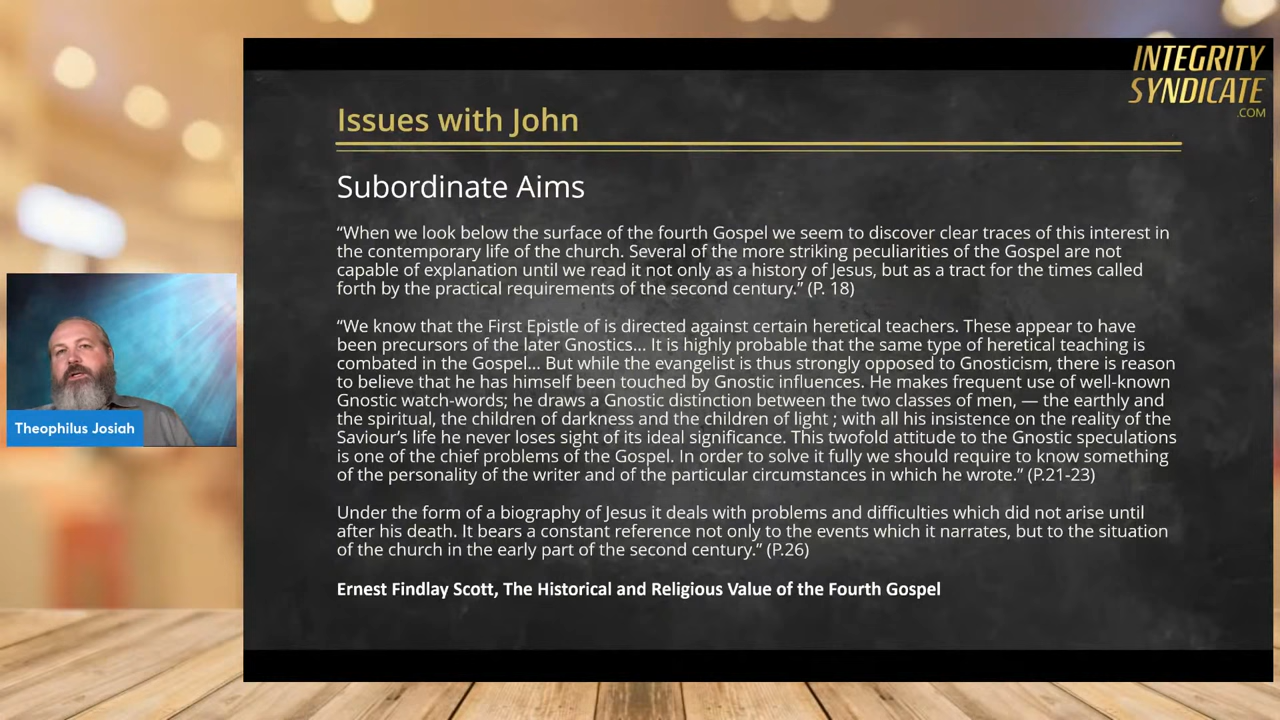 INTEGRITY
SYNDICATE
.COM
Issues with John
Subordinate Aims
“When we look below the surface of the fourth Gospel we seem to discover clear traces of this interest in
the contemporary life of the church. Several of the more striking peculiarities of the Gospel are not
capable of explanation until we read it not only as a history of Jesus, but as a tract for the times called
forth by the practical requirements of the second century.” (P. 18)
“We know that the First Epistle of is directed against certain heretical teachers. These appear to have
been precursors of the later Gnostics... It is highly probable that the same type of heretical teaching is
combated in the Gospel... But while the evangelist is thus strongly opposed to Gnosticism, there is reason
to believe that he has himself been touched by Gnostic influences. He makes frequent use of well-known
Gnostic watch-words; he draws a Gnostic distinction between the two classes of men, — the earthly and
the spiritual, the children of darkness and the children of light ; with all his insistence on the reality of the
Saviour’s life he never loses sight of its ideal significance. This twofold attitude to the Gnostic speculations
is one of the chief problems of the Gospel. In order to solve it fully we should require to know something
of the personality of the writer and of the particular circumstances in which he wrote.” (P.21-23)
Under the form of a biography of Jesus it deals with problems and difficulties which did not arise until
after his death. It bears a constant reference not only to the events which it narrates, but to the situation
of the church in the early part of the second century.” (P.26)
Ernest Findlay Scott, The Historical and Religious Value of the Fourth Gospel
Theophilus Josiah